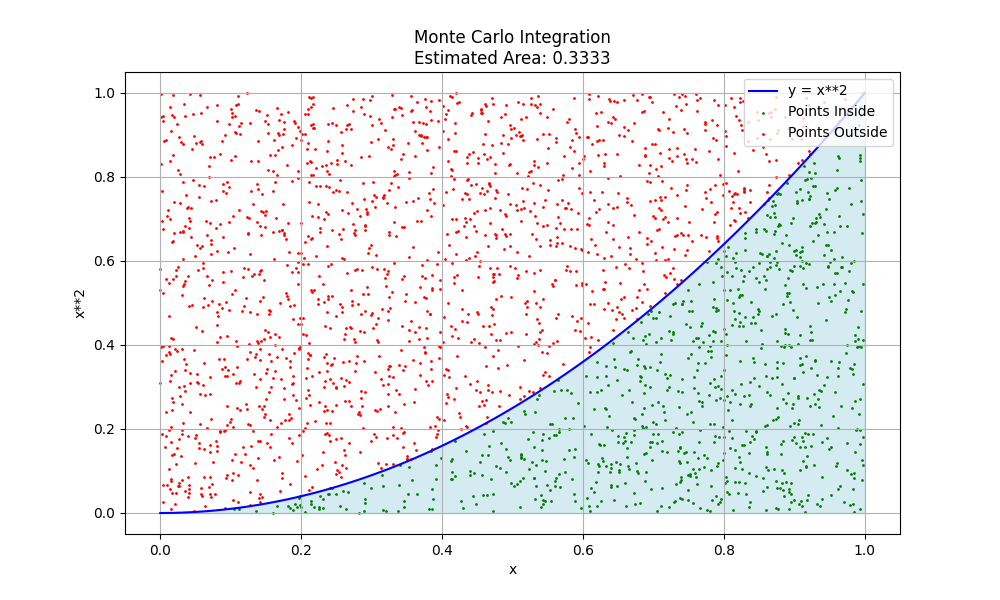 Monte Carlo Integration
Estimated Area: 0.3333
y = x**2
Points Inside
Points Outside
1.0
0.8
0.6
0.4
0.2
0.0
x**2
0.0 0.2 0.4 0.6 0.8 1.0
x